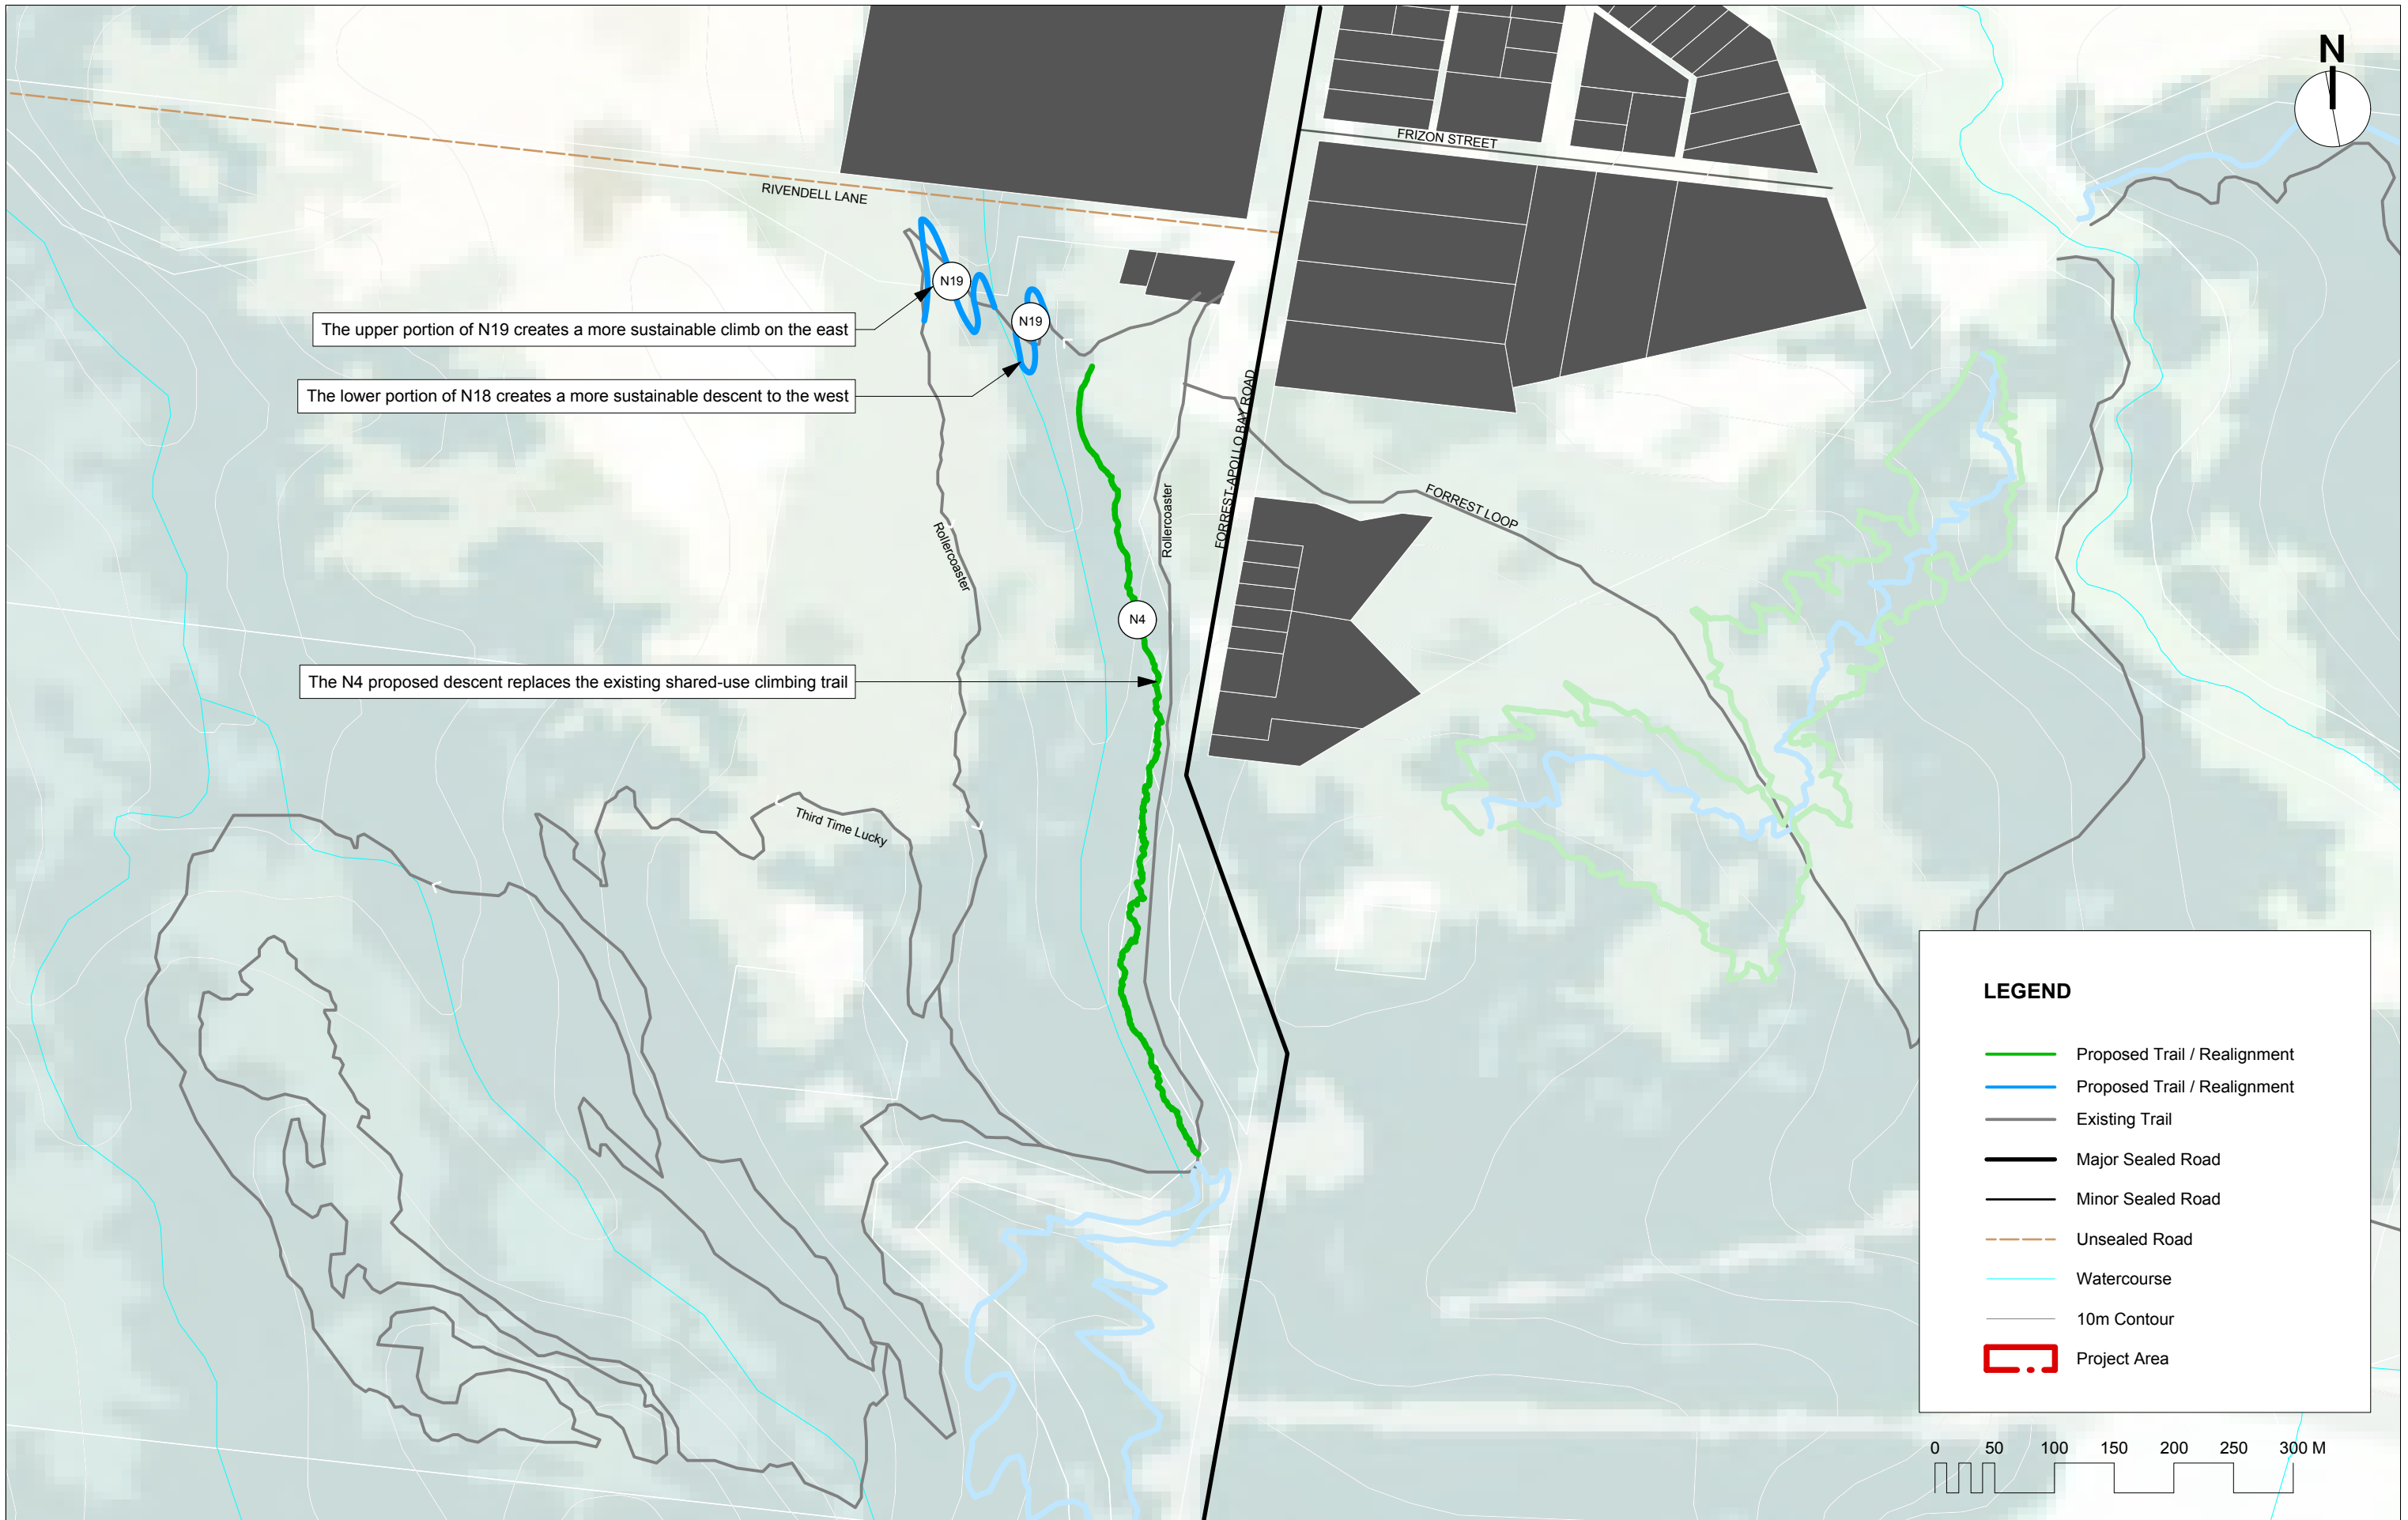 N
FRIZON STREET
RIVENDELL LANE
N19
The upper portion of N19 creates a more sustainable climb on the east
N19
The lower portion of N18 creates a more sustainable descent to the west
FORREST-APOLLO BAY ROAD
FORREST LOOP
Rollercoaster
Rollercoaster
N4
The N4 proposed descent replaces the existing shared-use climbing trail
Third Time Lucky
LEGEND
Proposed Trail / Realignment
Proposed Trail / Realignment
Existing Trail
Major Sealed Road
Minor Sealed Road
Unsealed Road
Watercourse
10m Contour
Project Area
0 50 100 150 200 250 300 M